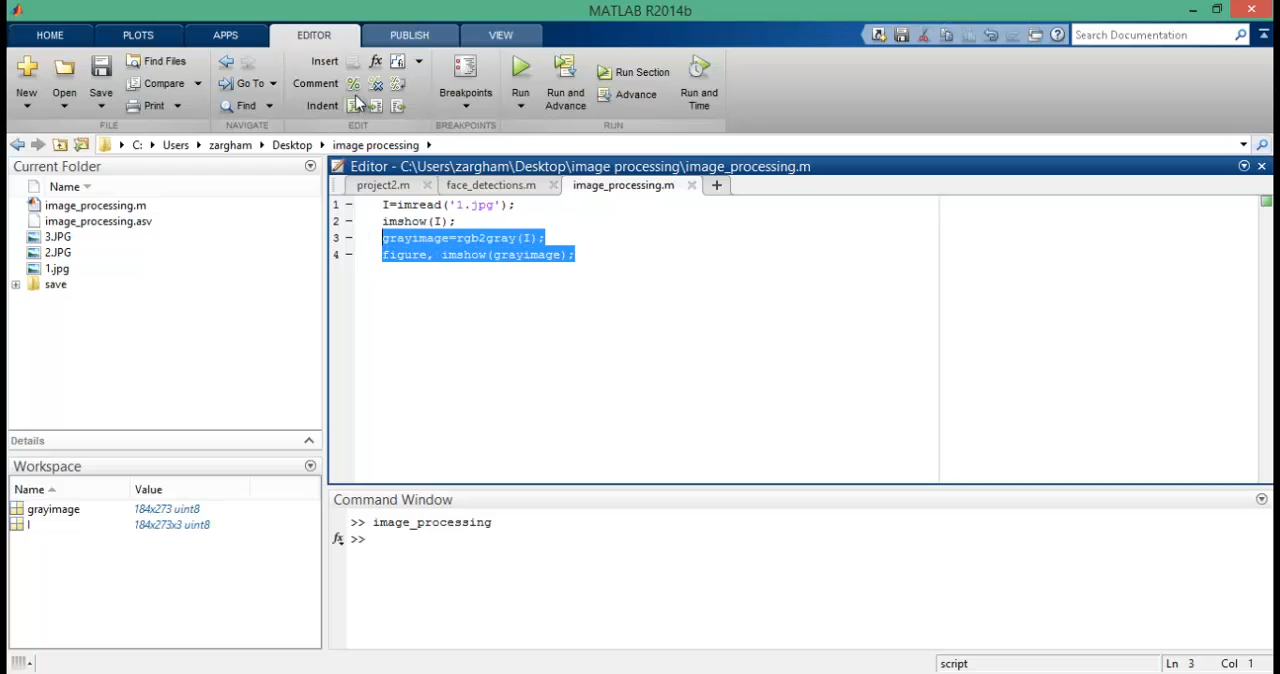 MATLAB R2014b
HOME PLOTS APPS EDITOR PUBLISH VIEW Search Documentation
New Open Save Find Files Compare Print Go To Find Insert fx Comment % Indent Breakpoints Run Run and Advance Run Section Advance Run and Time
FILE NAVIGATE EDIT BREAKPOINTS RUN
C: Users zargham Desktop image processing
Current Folder
Name
image_processing.m
image_processing.asv
3.JPG
2.JPG
1.jpg
save
Details
Workspace
Name Value
grayimage 184x273 uint8
I 184x273x3 uint8
Editor - C:\Users\zargham\Desktop\image processing\image_processing.m
project2.m face_detections.m image_processing.m
1 I=imread('1.jpg');
2 imshow(I);
3 grayimage=rgb2gray(I);
4 figure, imshow(grayimage);
Command Window
>> image_processing
fx >>
script Ln 3 Col 1